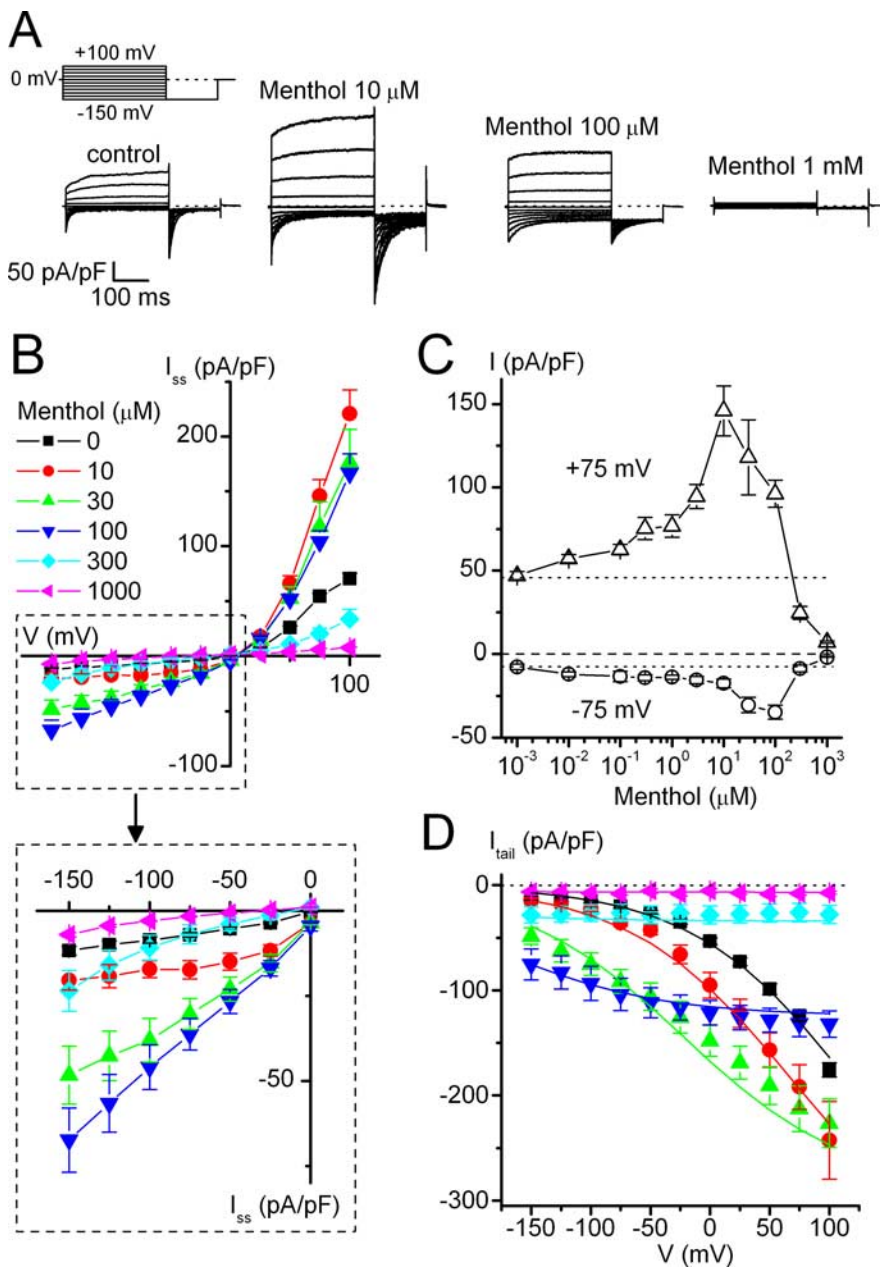 A
+100 mV
0 mV
-150 mV
control
Menthol 10 μM
Menthol 100 μM
Menthol 1 mM
50 pA/pF
100 ms
B
Iss (pA/pF)
Menthol (μM)
0
10
30
100
300
1000
200
100
V (mV)
100
-100
-150 -100 -50 0
-50
Iss (pA/pF)
C
I (pA/pF)
150
100
50
0
-50
+75 mV
-75 mV
10-3 10-2 10-1 100 101 102 103
Menthol (μM)
D
Itail (pA/pF)
0
-100
-200
-300
-150 -100 -50 0 50 100
V (mV)